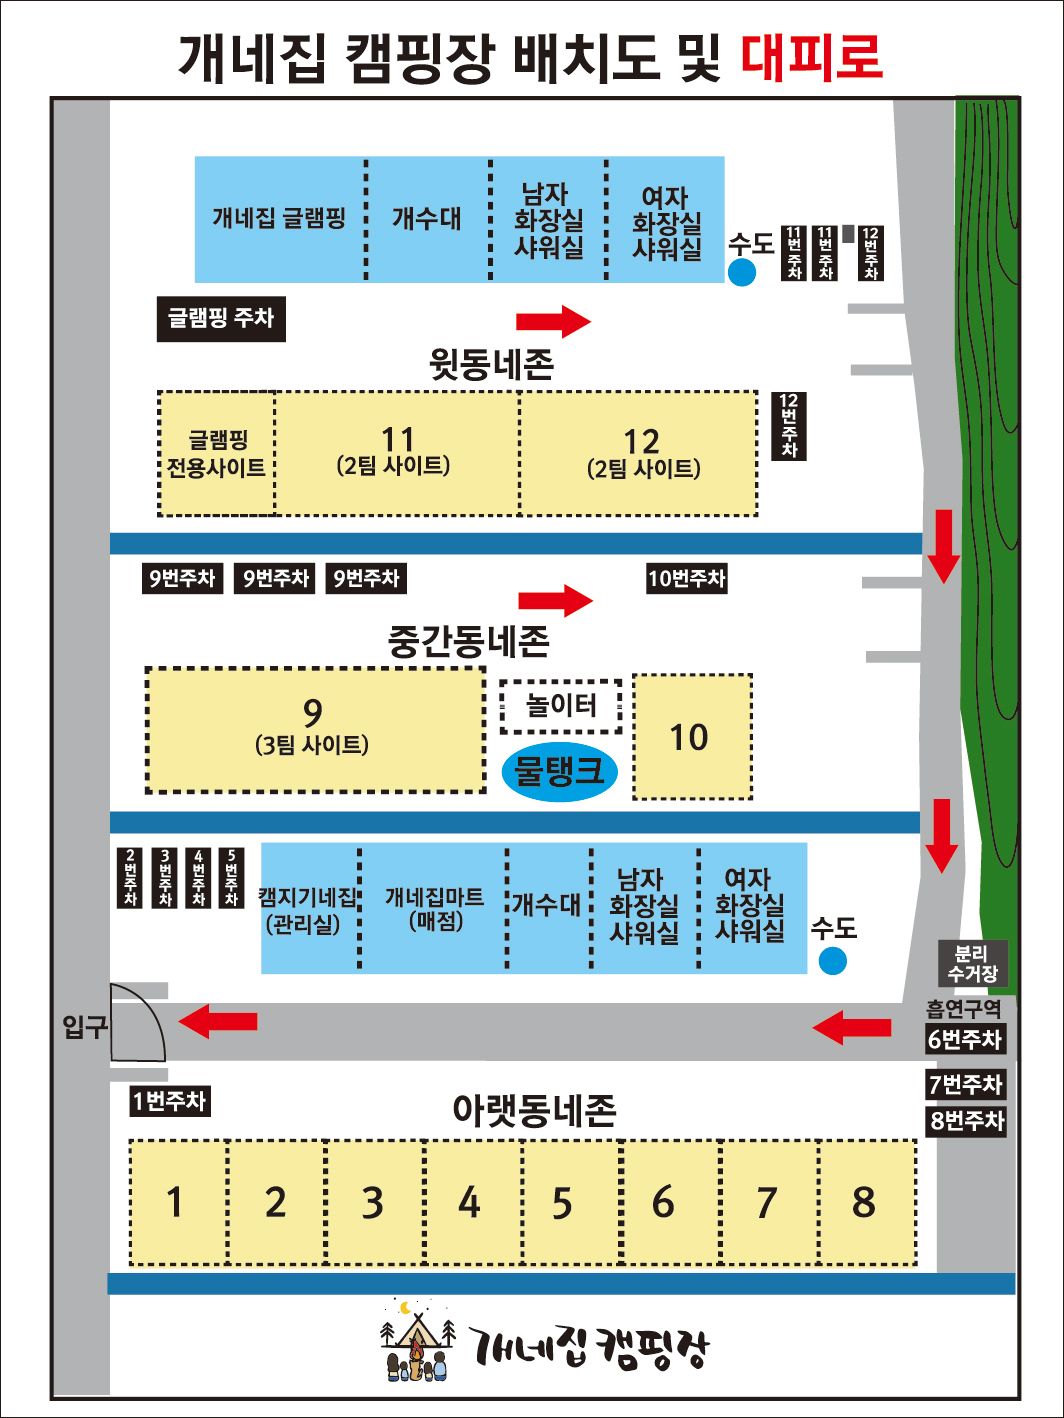 개네집 캠핑장 배치도 및 대피로
개네집 글램핑
개수대
남자
화장실
샤워실
여자
화장실
샤워실
수도
11번주차
11번주차
12번주차
글램핑 주차
윗동네존
글램핑
전용사이트
11
(2팀 사이트)
12
(2팀 사이트)
12번주차
9번주차
9번주차
9번주차
10번주차
중간동네존
9
(3팀 사이트)
놀이터
물탱크
10
2번주차
3번주차
4번주차
5번주차
캠지기네집
(관리실)
개네집마트
(매점)
개수대
남자
화장실
샤워실
여자
화장실
샤워실
수도
분리
수거장
흡연구역
입구
6번주차
7번주차
8번주차
1번주차
아랫동네존
1
2
3
4
5
6
7
8
개네집 캠핑장